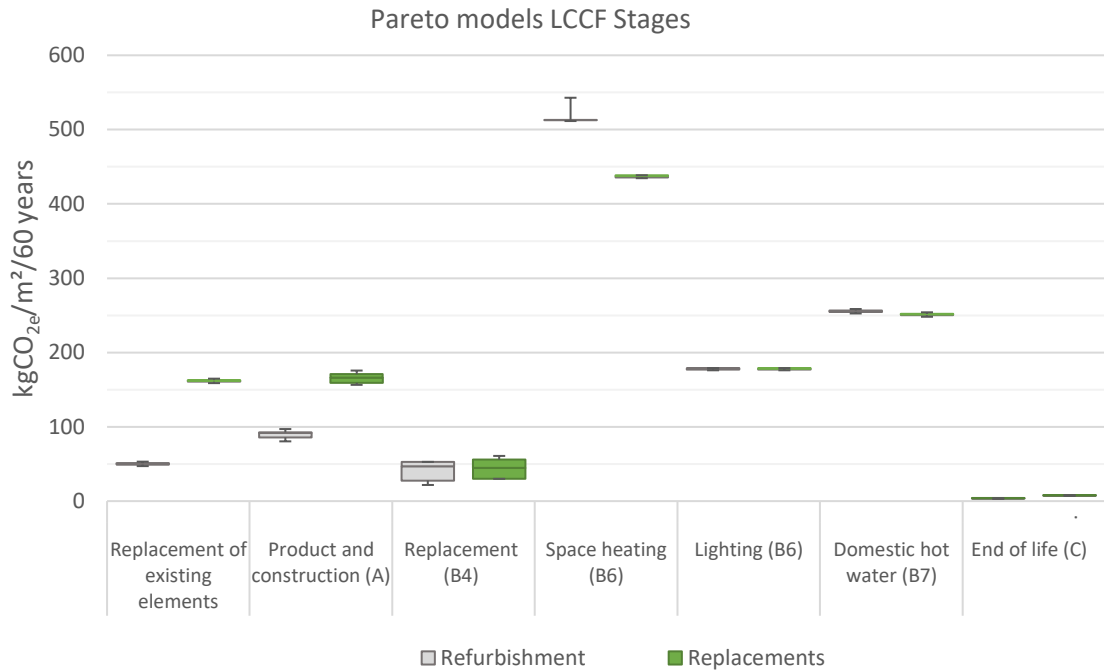 Pareto models LCCF Stages
kgCO2e/m²/60 years
600
500
400
300
200
100
0
Replacement of
existing
elements
Product and
construction (A)
Replacement
(B4)
Space heating
(B6)
Lighting (B6)
Domestic hot
water (B7)
End of life (C)
Refurbishment
Replacements